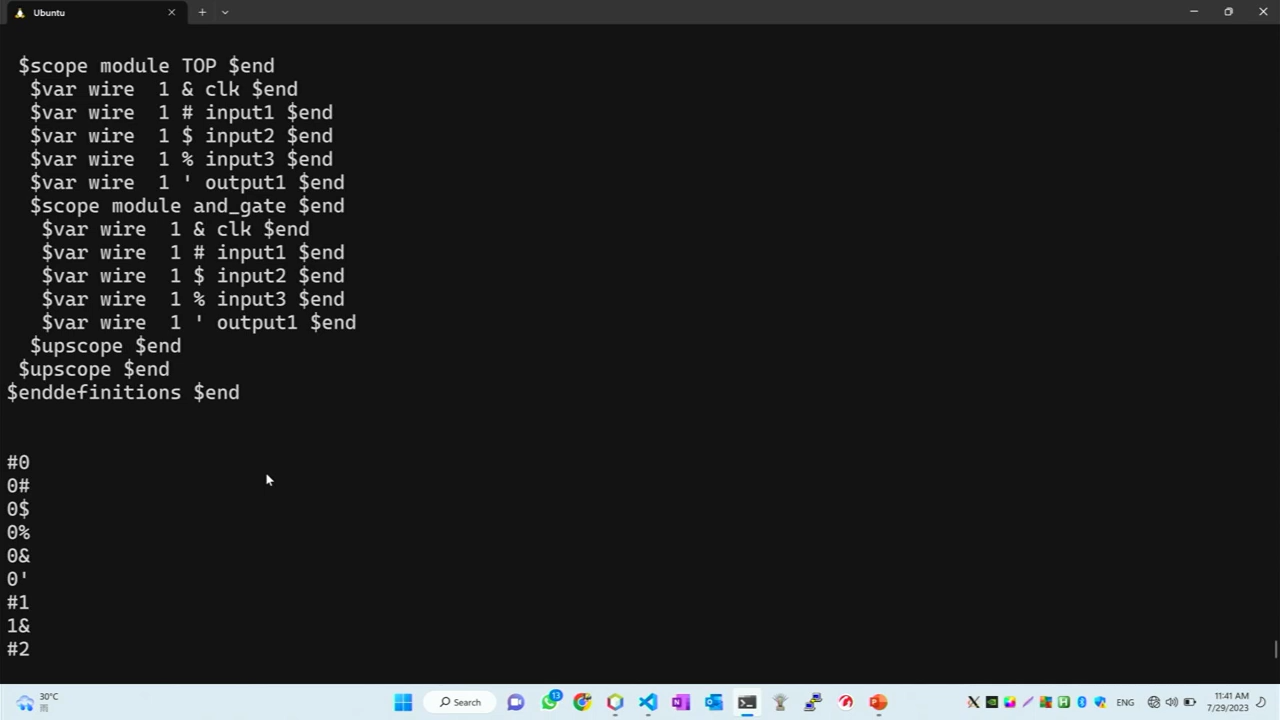 Ubuntu
$scope module TOP $end
$var wire  1 & clk $end
$var wire  1 # input1 $end
$var wire  1 $ input2 $end
$var wire  1 % input3 $end
$var wire  1 ' output1 $end
$scope module and_gate $end
$var wire  1 & clk $end
$var wire  1 # input1 $end
$var wire  1 $ input2 $end
$var wire  1 % input3 $end
$var wire  1 ' output1 $end
$upscope $end
$upscope $end
$enddefinitions $end
#0
0#
0$
0%
0&
0'
#1
1&
#2
30°C
Search
13
ENG
11:41 AM
7/29/2023